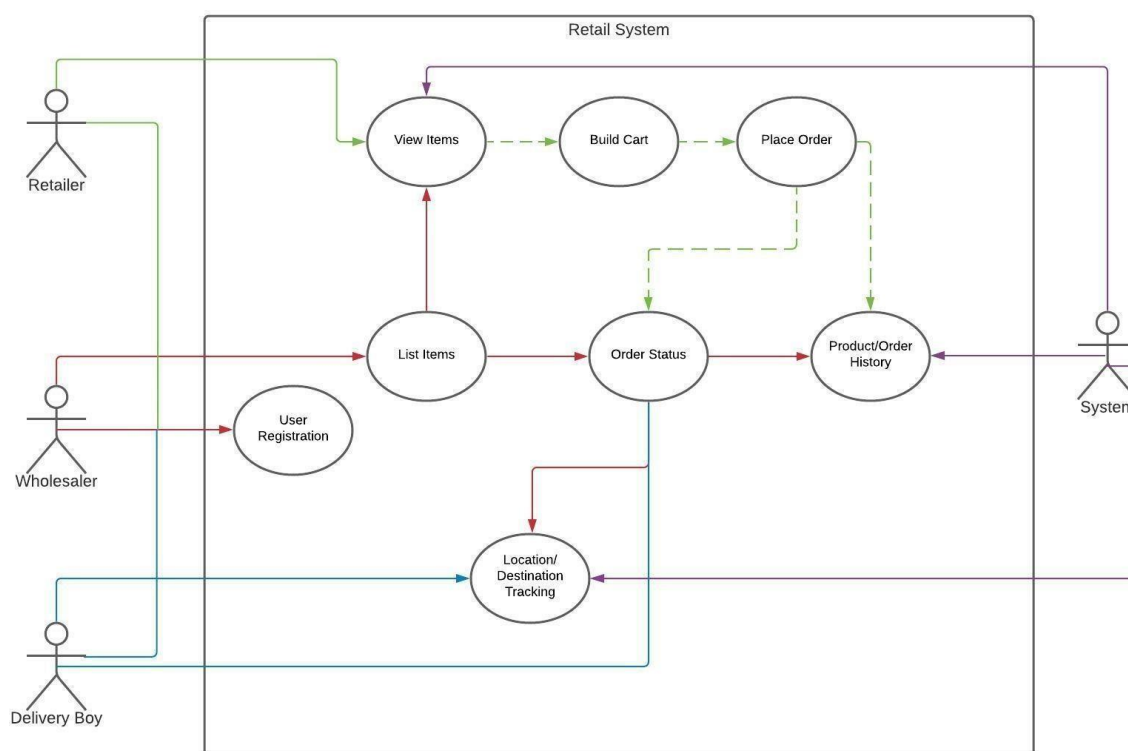 Retail System
View Items
Build Cart
Place Order
Retailer
List Items
Order Status
Product/Order
History
System
User
Registration
Wholesaler
Location/
Destination
Tracking
Delivery Boy